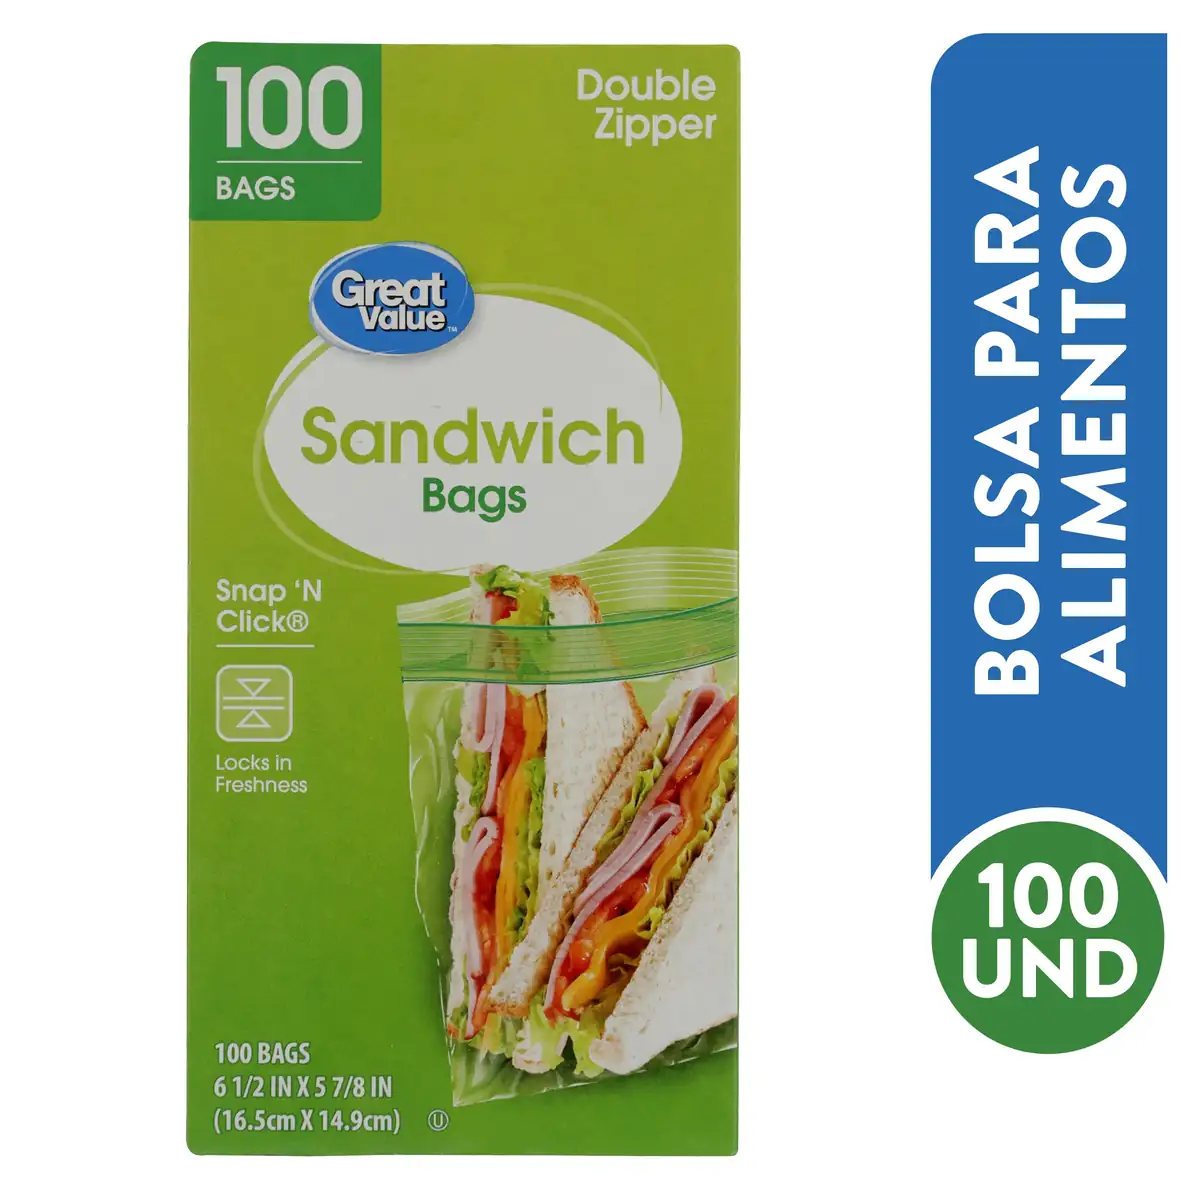 100
BAGS
Double
Zipper
Great
Value™
Sandwich
Bags
Snap 'N
Click®
Locks in
Freshness
100 BAGS
6 1/2 IN X 5 7/8 IN
(16.5cm X 14.9cm) Ⓤ
BOLSA PARA
ALIMENTOS
100
UND